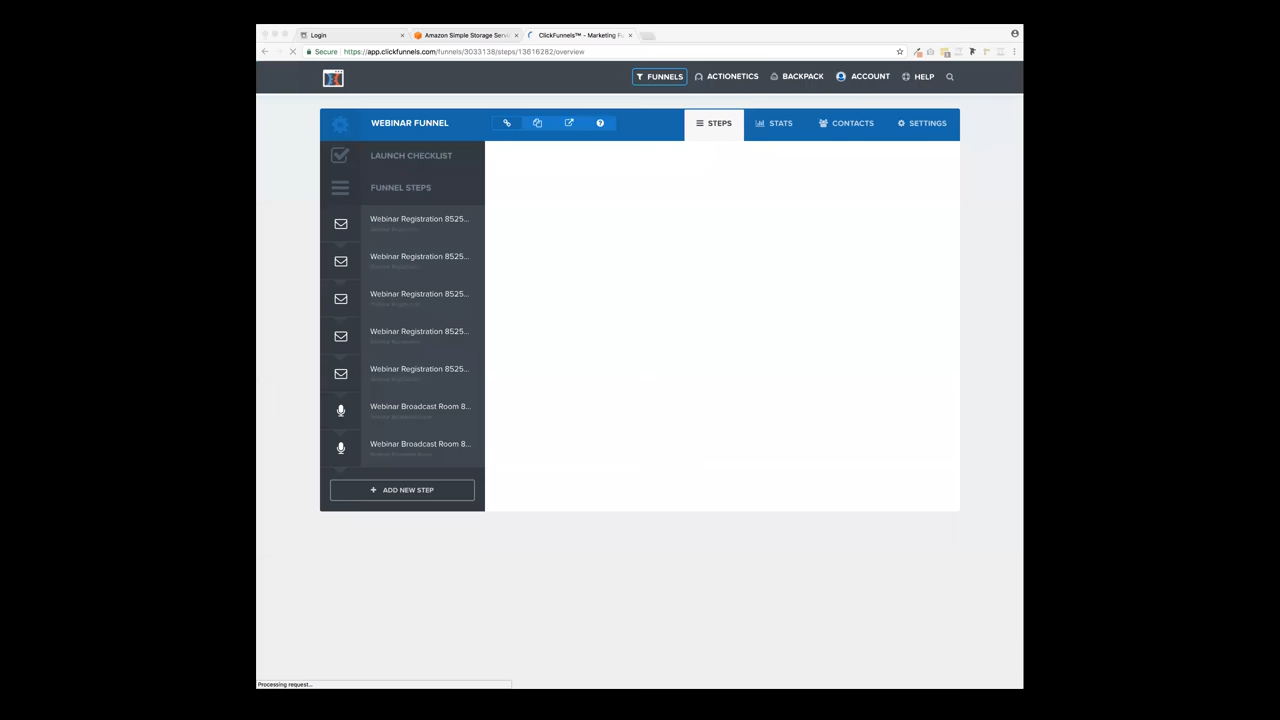 Login
Amazon Simple Storage Serv
ClickFunnels™ - Marketing Fu
Secure https://app.clickfunnels.com/funnels/3033138/steps/13616282/overview
FUNNELS ACTIONETICS BACKPACK ACCOUNT HELP
WEBINAR FUNNEL STEPS STATS CONTACTS SETTINGS
LAUNCH CHECKLIST
FUNNEL STEPS
Webinar Registration 8525...
Webinar Registration 8525...
Webinar Registration 8525...
Webinar Registration 8525...
Webinar Registration 8525...
Webinar Broadcast Room 8...
Webinar Broadcast Room 8...
+ ADD NEW STEP
Processing request...